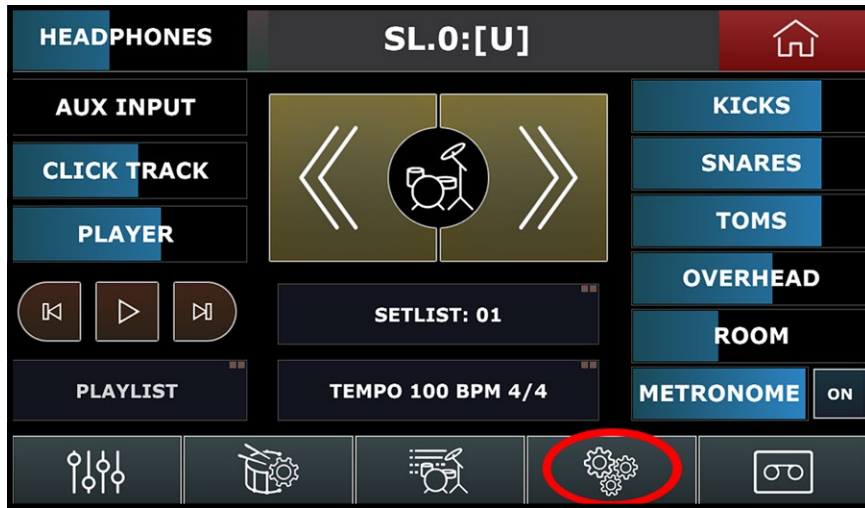 HEADPHONES
SL.0:[U]
AUX INPUT
CLICK TRACK
PLAYER
PLAYLIST
SETLIST: 01
TEMPO 100 BPM 4/4
KICKS
SNARES
TOMS
OVERHEAD
ROOM
METRONOME ON